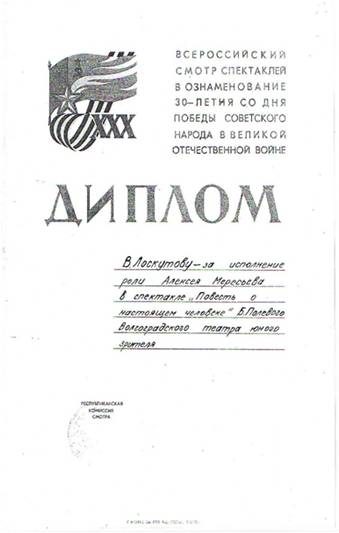 XXX
ВСЕРОССИЙСКИЙ
СМОТР СПЕКТАКЛЕЙ
В ОЗНАМЕНОВАНИЕ
30-ЛЕТИЯ СО ДНЯ
ПОБЕДЫ СОВЕТСКОГО
НАРОДА В ВЕЛИКОЙ
ОТЕЧЕСТВЕННОЙ ВОЙНЕ
ДИПЛОМ
В.Лоскутову – за исполнение
роли Алексея Мересьева
в спектакле „Повесть о
настоящем человеке" Б.Полевого
Волгоградского театра юного
зрителя
РЕСПУБЛИКАНСКАЯ
КОМИССИЯ
СМОТРА